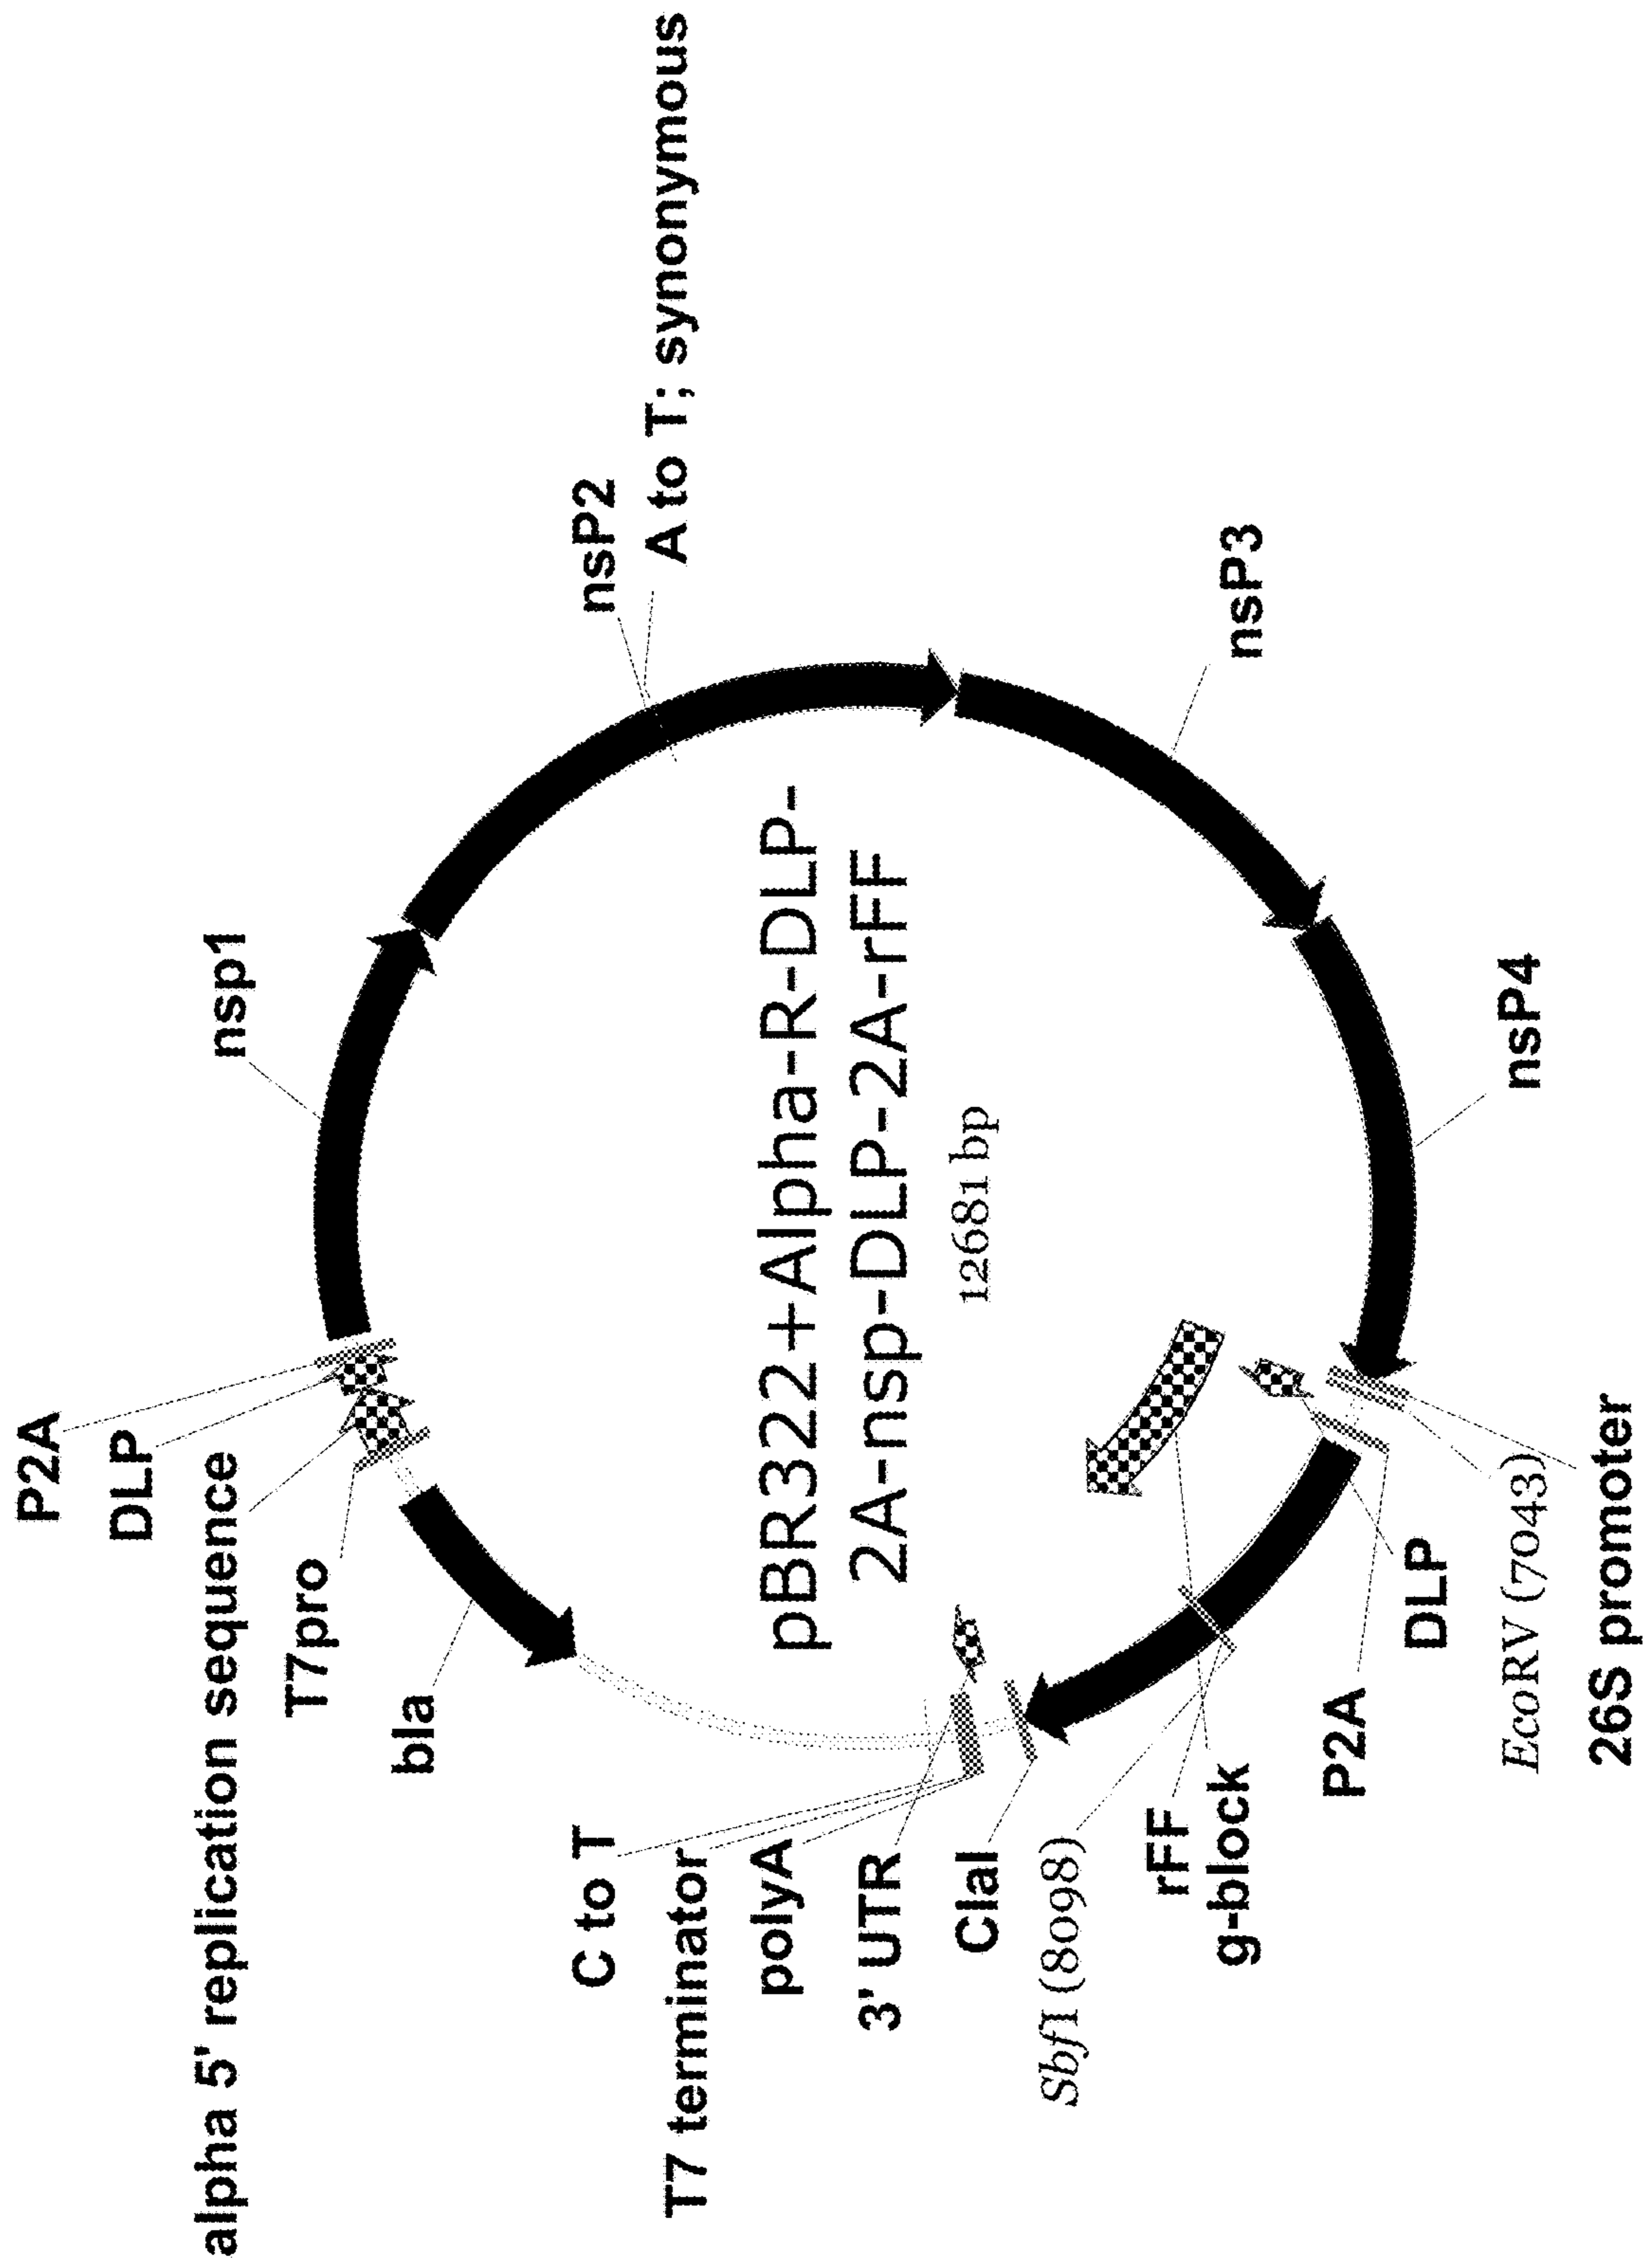 P2A
DLP
alpha 5' replication sequence
T7pro
bla
nsp1
nsP2
A to T; synonymous
nsP3
nsP4
pBR322+Alpha-R-DLP-
2A-nsp-DLP-2A-rFF
12681 bp
C to T
T7 terminator
polyA
3' UTR
ClaI
SbfI (8098)
rFF
g-block
P2A
DLP
EcoRV (7043)
26S promoter